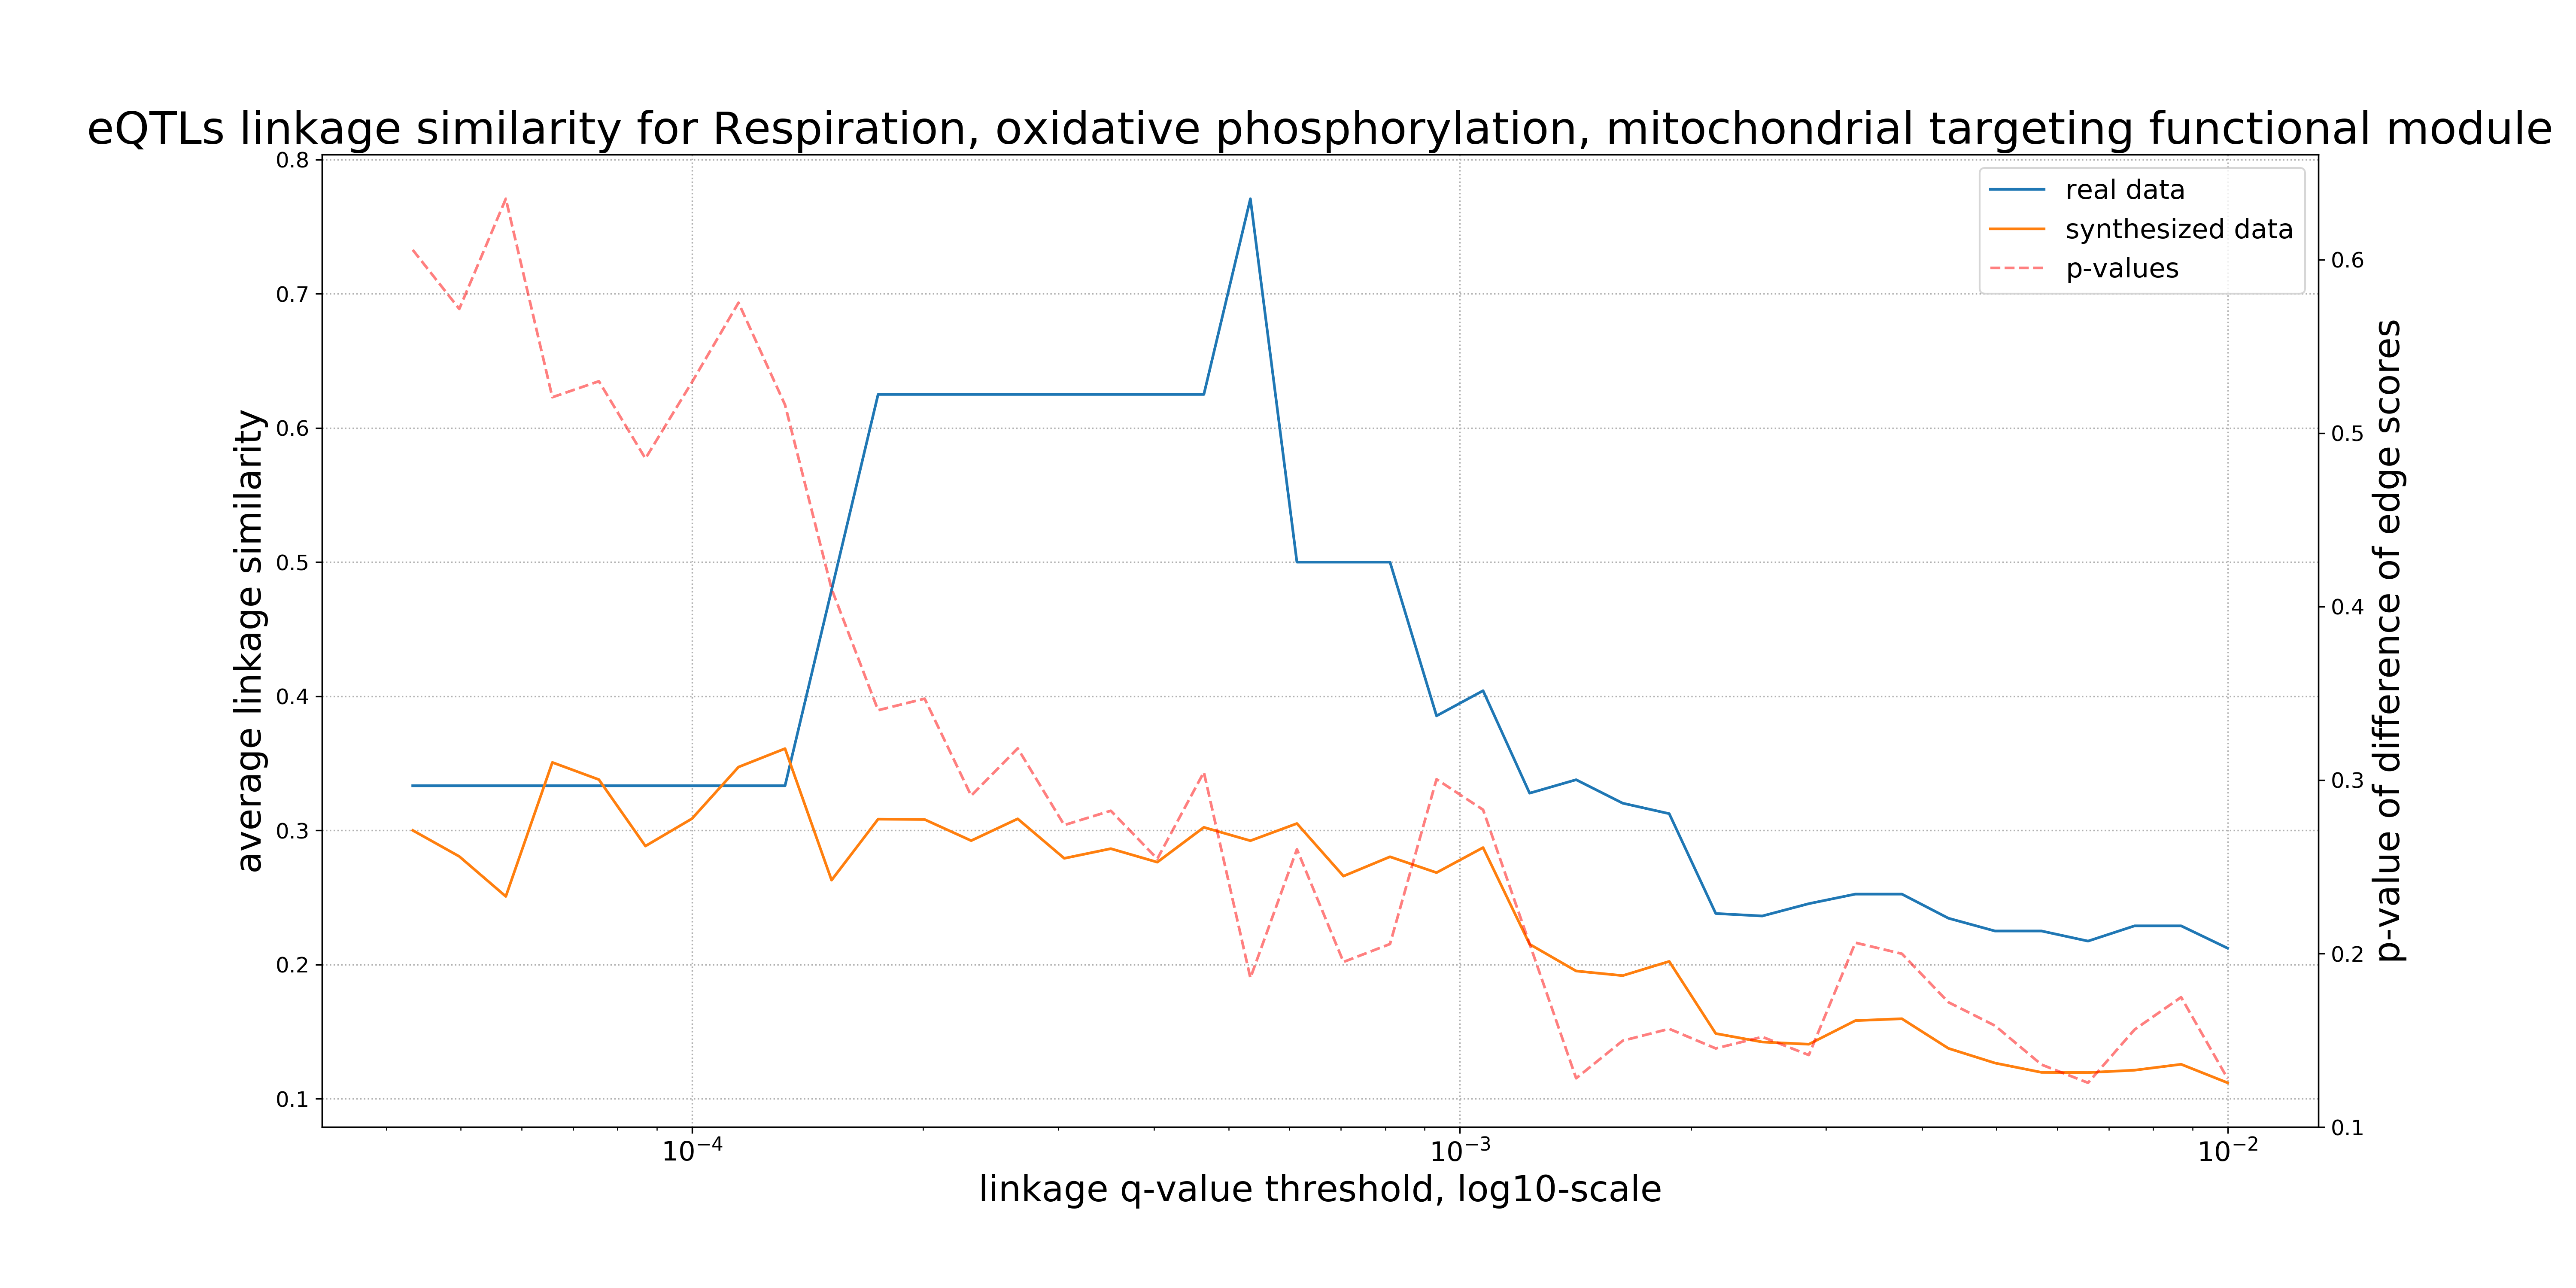 eQTLs linkage similarity for Respiration, oxidative phosphorylation, mitochondrial targeting functional module
real data
synthesized data
p-values
average linkage similarity
0.8
0.7
0.6
0.5
0.4
0.3
0.2
0.1
p-value of difference of edge scores
0.6
0.5
0.4
0.3
0.2
0.1
10⁻⁴ 10⁻³ 10⁻²
linkage q-value threshold, log10-scale